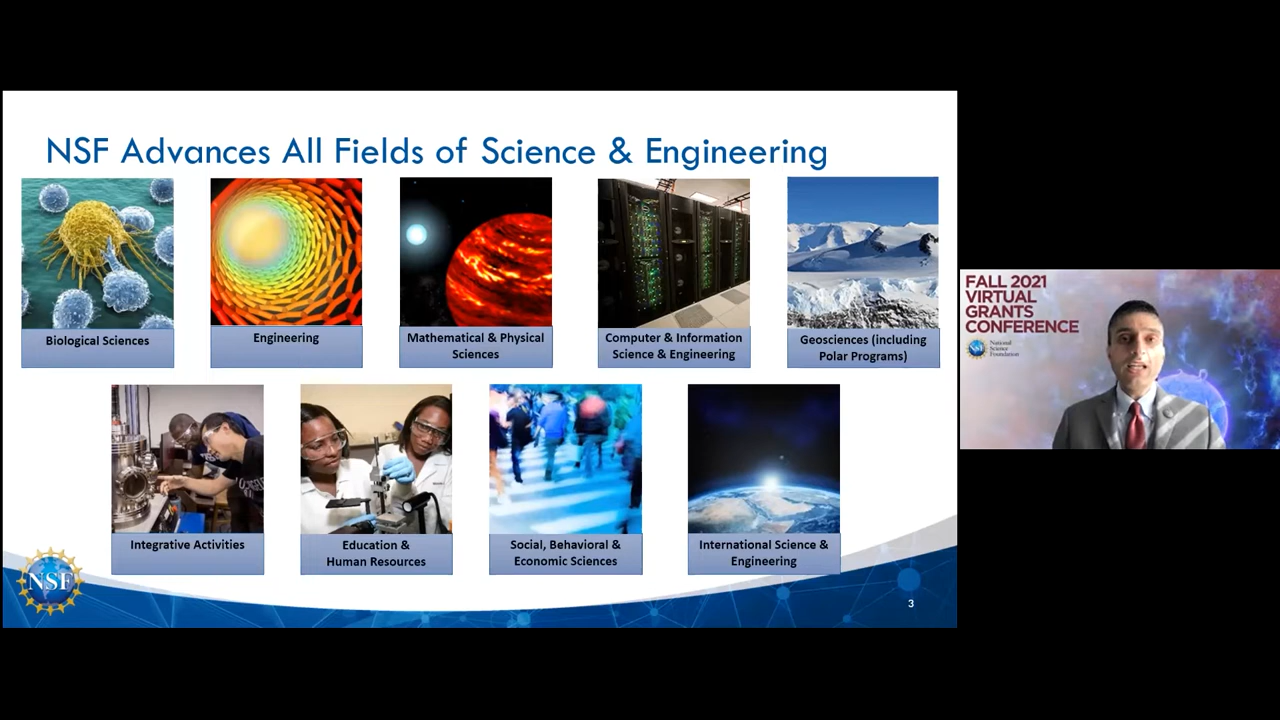 NSF Advances All Fields of Science & Engineering
Biological Sciences
Engineering
Mathematical & Physical
Sciences
Computer & Information
Science & Engineering
Geosciences (including
Polar Programs)
Integrative Activities
Education &
Human Resources
Social, Behavioral &
Economic Sciences
International Science &
Engineering
NSF
3
FALL 2021
VIRTUAL
GRANTS
CONFERENCE
National
Science
Foundation